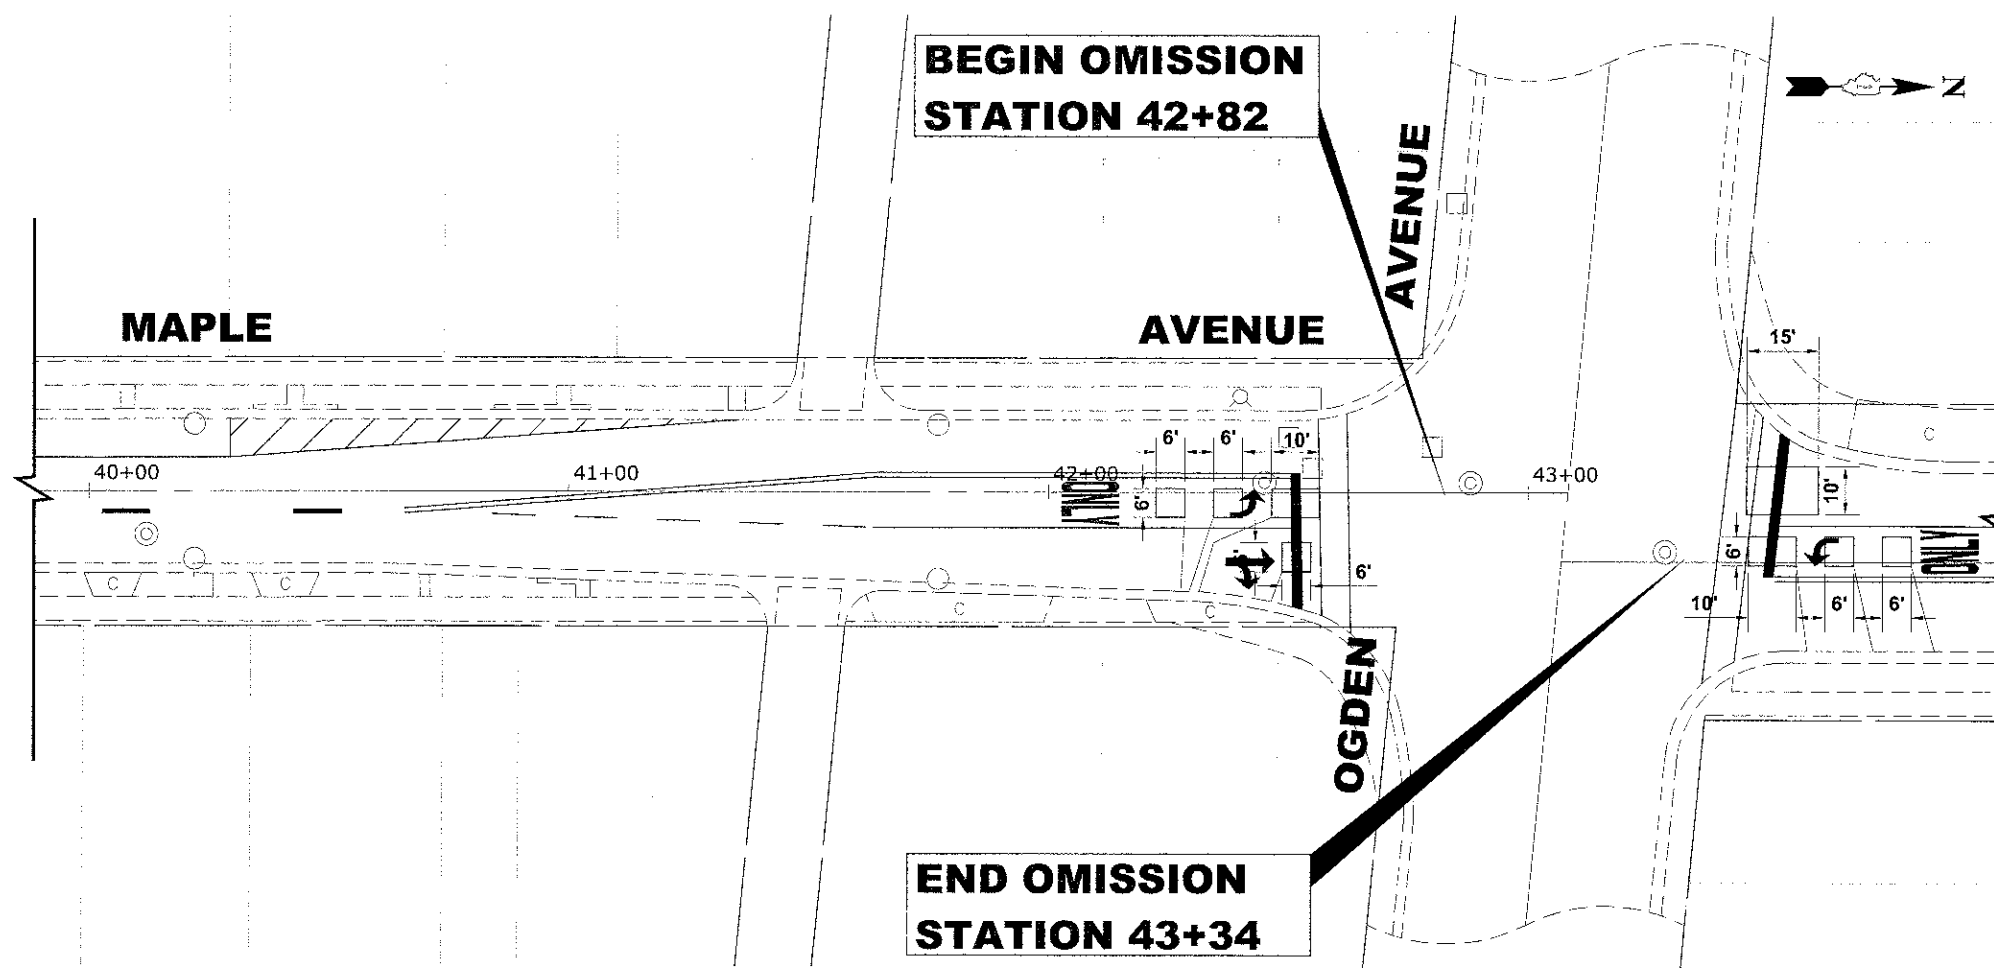 BEGIN OMISSION
STATION 42+82
N
AVENUE
MAPLE
AVENUE
15'
6'
6'
10'
C
40+00
41+00
42+00
43+00
ONLY
6'
10'
6'
ONLY
6'
C
C
C
C
10'
6'
6'
OGDEN
END OMISSION
STATION 43+34